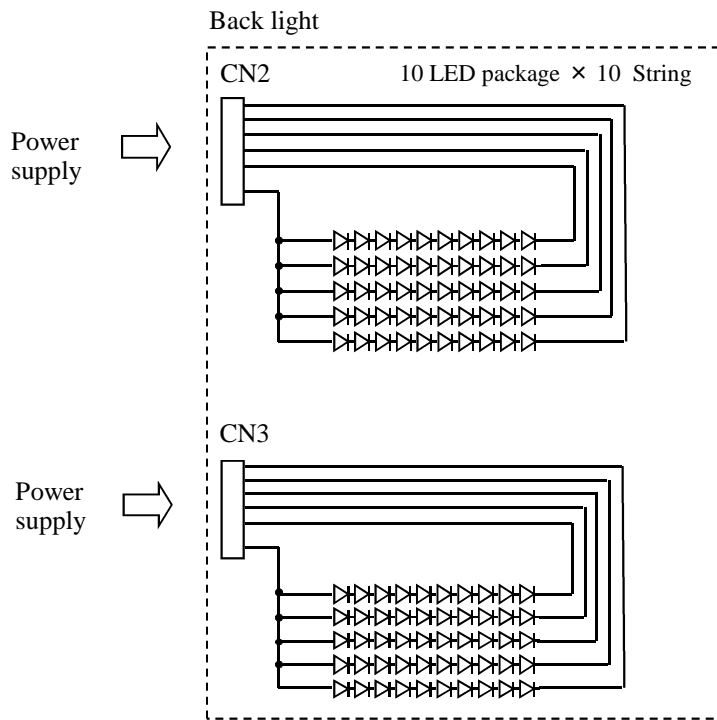 Back light
CN2
10 LED package × 10 String
Power
supply
CN3
Power
supply